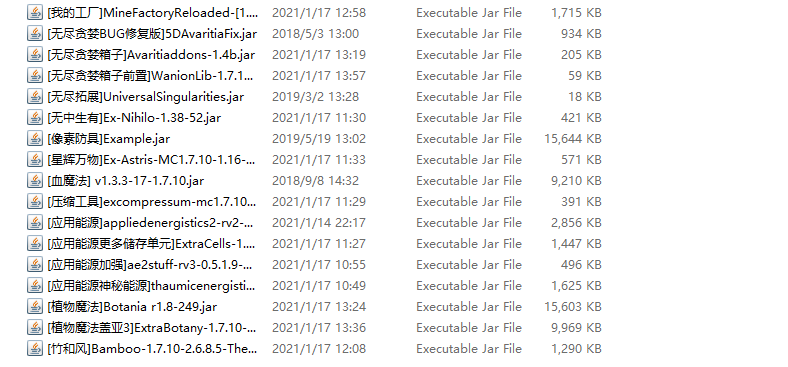 [我的工厂]MineFactoryReloaded-[1.... 2021/1/17 12:58 Executable Jar File 1,715 KB
[无尽贪婪BUG修复版]5DAvaritiaFix.jar 2018/5/3 13:00 Executable Jar File 934 KB
[无尽贪婪箱子]Avaritiaddons-1.4b.jar 2021/1/17 13:19 Executable Jar File 205 KB
[无尽贪婪箱子前置]WanionLib-1.7.1... 2021/1/17 13:57 Executable Jar File 59 KB
[无尽拓展]UniversalSingularities.jar 2019/3/2 13:28 Executable Jar File 18 KB
[无中生有]Ex-Nihilo-1.38-52.jar 2021/1/17 11:30 Executable Jar File 421 KB
[像素防具]Example.jar 2019/5/19 13:02 Executable Jar File 15,644 KB
[星辉万物]Ex-Astris-MC1.7.10-1.16-... 2021/1/17 11:33 Executable Jar File 571 KB
[血魔法] v1.3.3-17-1.7.10.jar 2018/9/8 14:32 Executable Jar File 9,210 KB
[压缩工具]excompressum-mc1.7.10... 2021/1/17 11:29 Executable Jar File 391 KB
[应用能源]appliedenergistics2-rv2-... 2021/1/14 22:17 Executable Jar File 2,856 KB
[应用能源更多储存单元]ExtraCells-1.... 2021/1/17 11:27 Executable Jar File 1,447 KB
[应用能源加强]ae2stuff-rv3-0.5.1.9-... 2021/1/17 10:55 Executable Jar File 496 KB
[应用能源神秘能源]thaumicenergisti... 2021/1/17 10:49 Executable Jar File 1,625 KB
[植物魔法]Botania r1.8-249.jar 2021/1/17 13:24 Executable Jar File 15,603 KB
[植物魔法盖亚3]ExtraBotany-1.7.10-... 2021/1/17 13:36 Executable Jar File 9,969 KB
[竹和风]Bamboo-1.7.10-2.6.8.5-The... 2021/1/17 12:08 Executable Jar File 1,290 KB